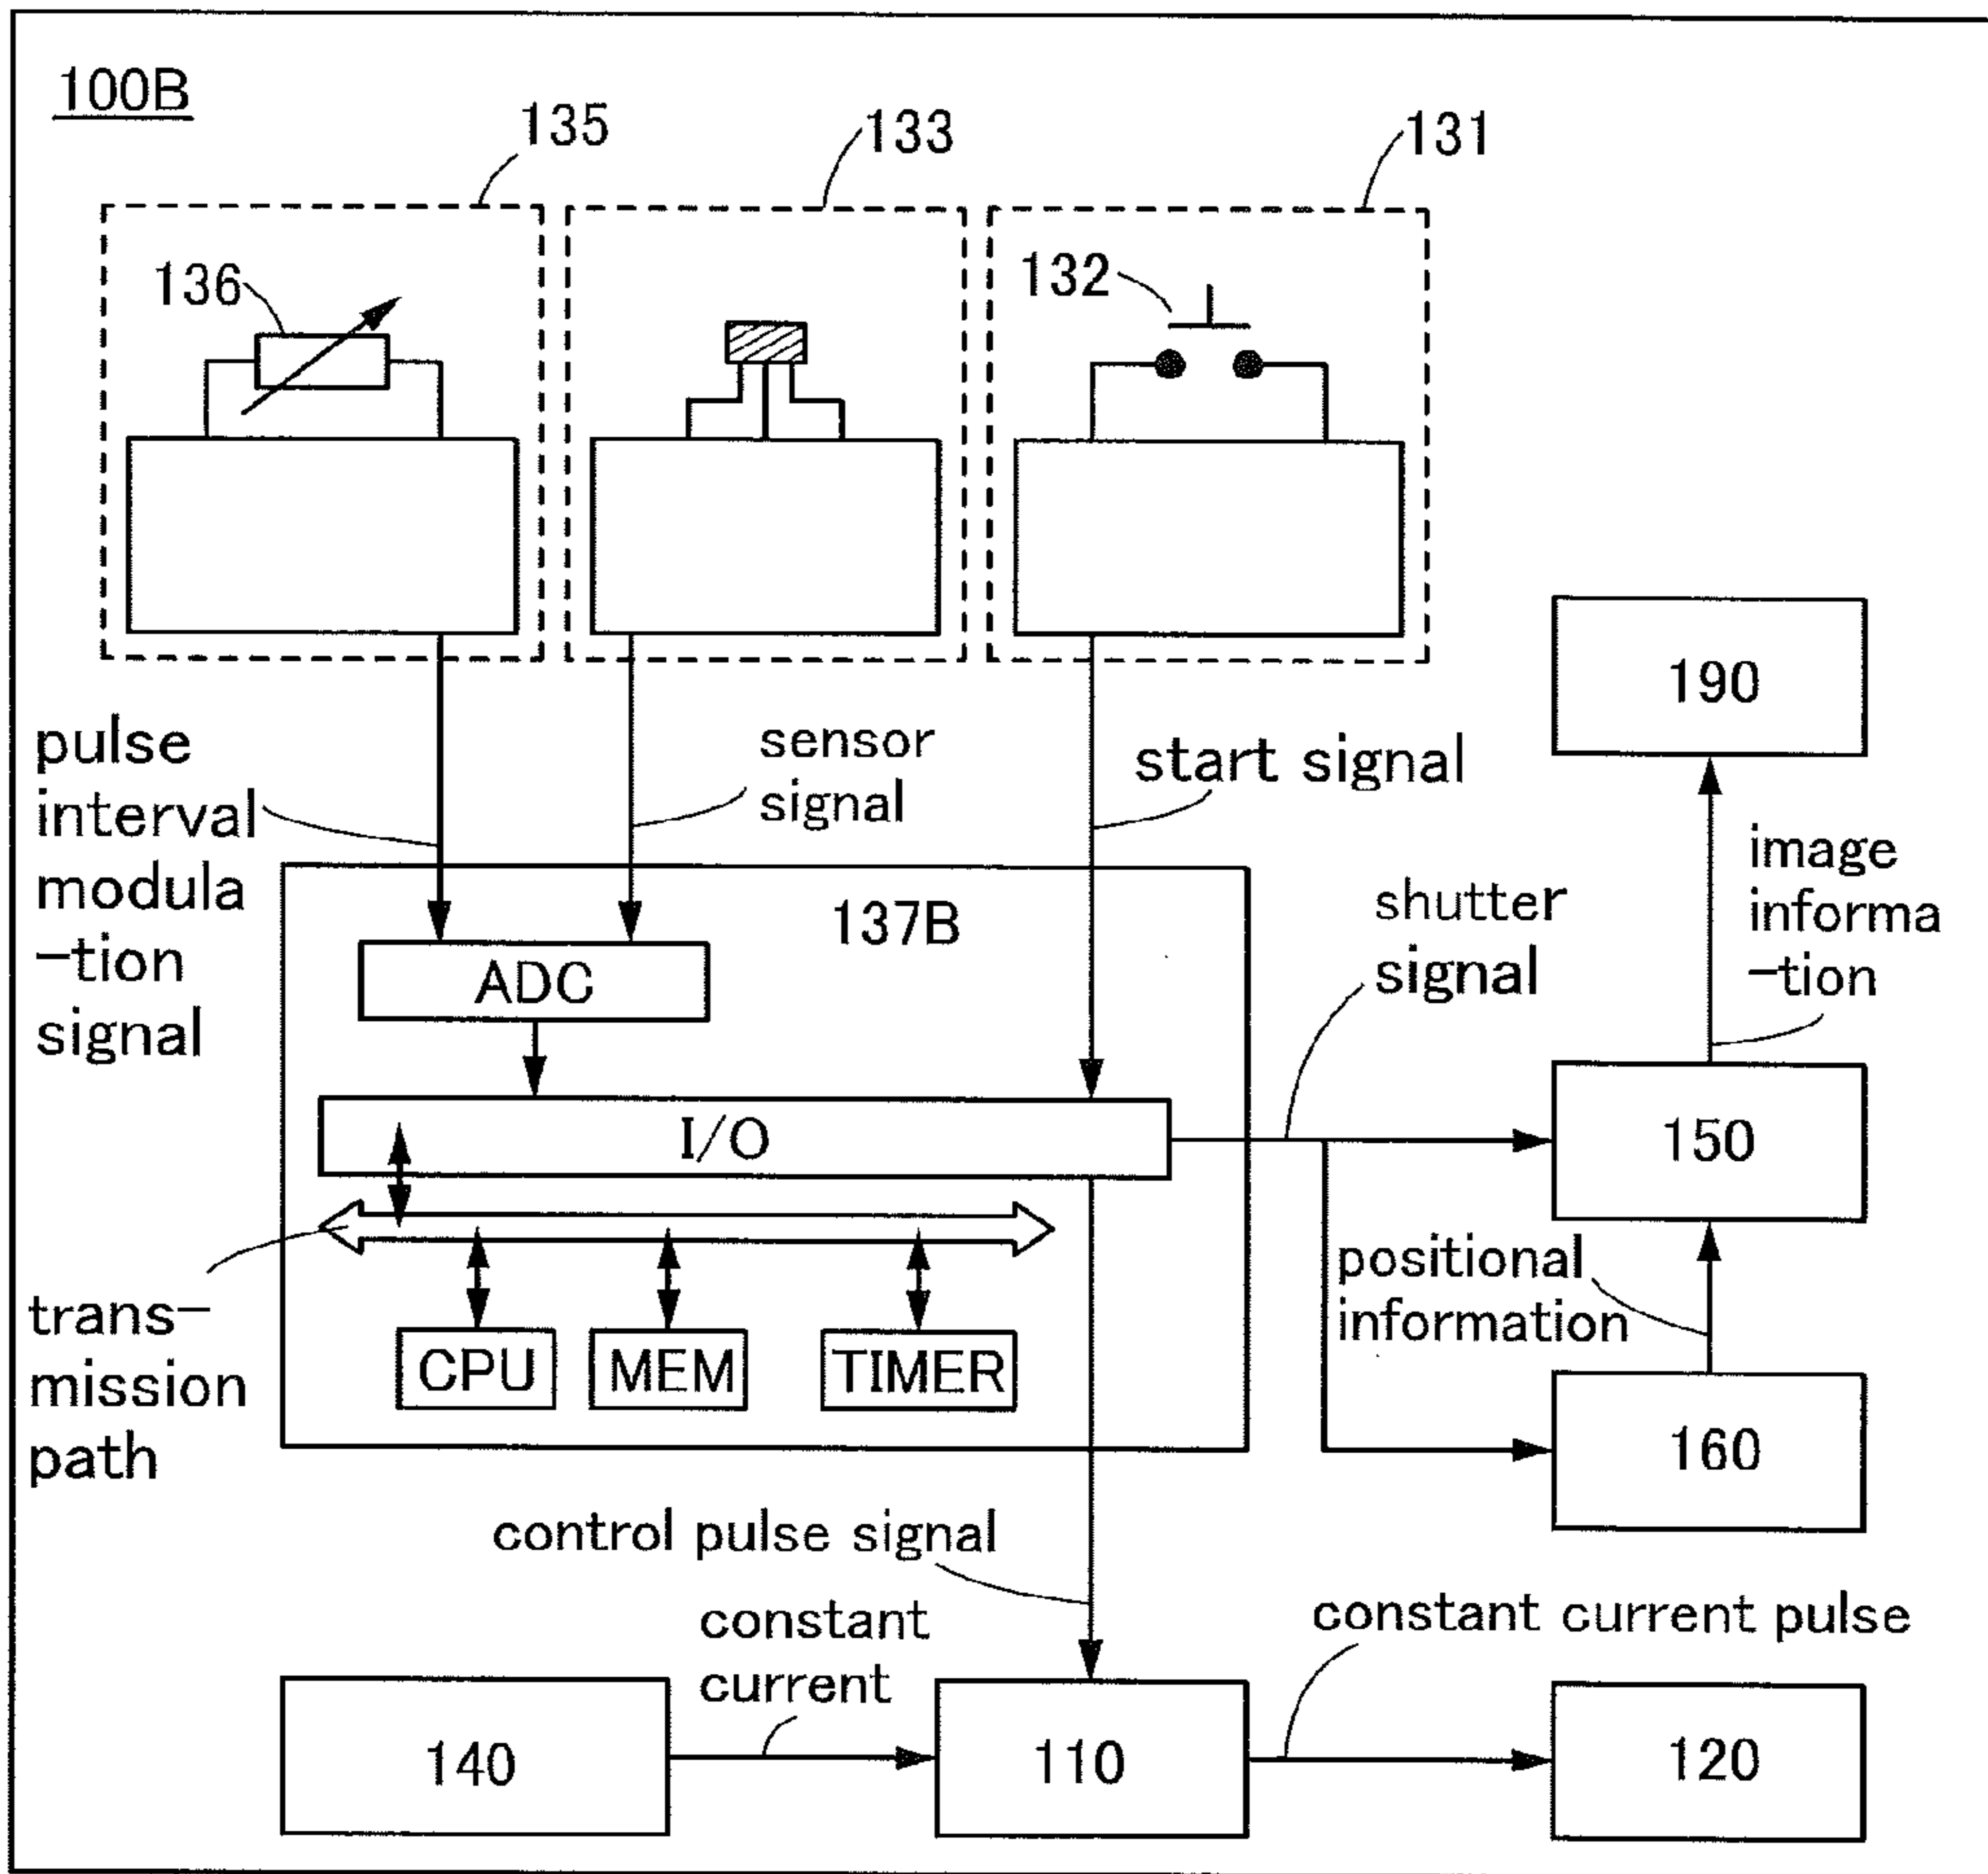 100B
135
133
131
136
132
190
pulse
interval
modula
-tion
signal
sensor
signal
start signal
image
informa
-tion
137B
shutter
signal
ADC
I/O
150
trans-
mission
path
positional
information
CPU
MEM
TIMER
160
control pulse signal
constant
current
constant current pulse
140
110
120